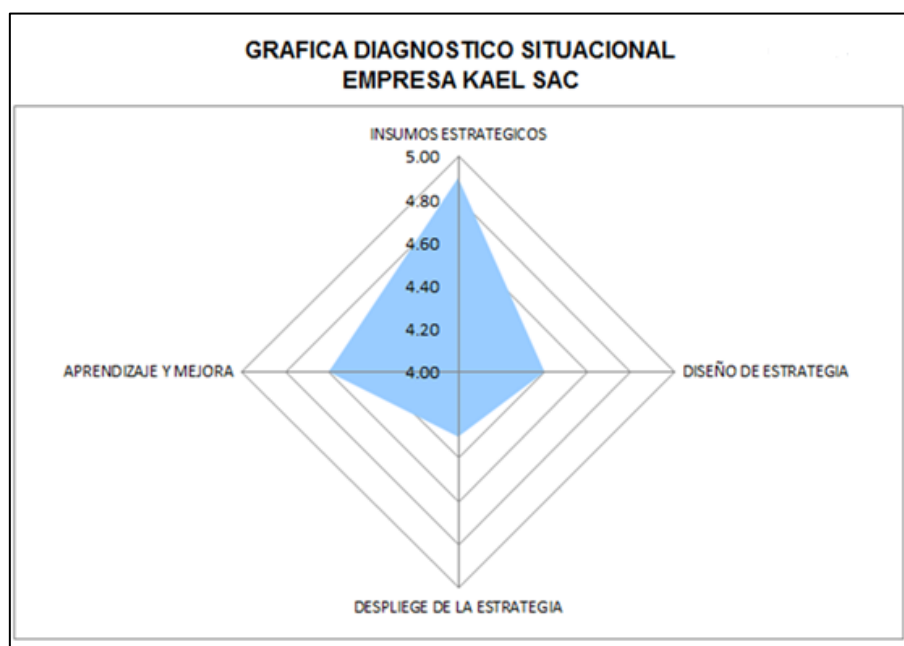 GRAFICA DIAGNOSTICO SITUACIONAL
EMPRESA KAEL SAC
INSUMOS ESTRATEGICOS
5.00
4.80
4.60
4.40
4.20
APRENDIZAJE Y MEJORA
4.00
DISEÑO DE ESTRATEGIA
DESPLIEGE DE LA ESTRATEGIA